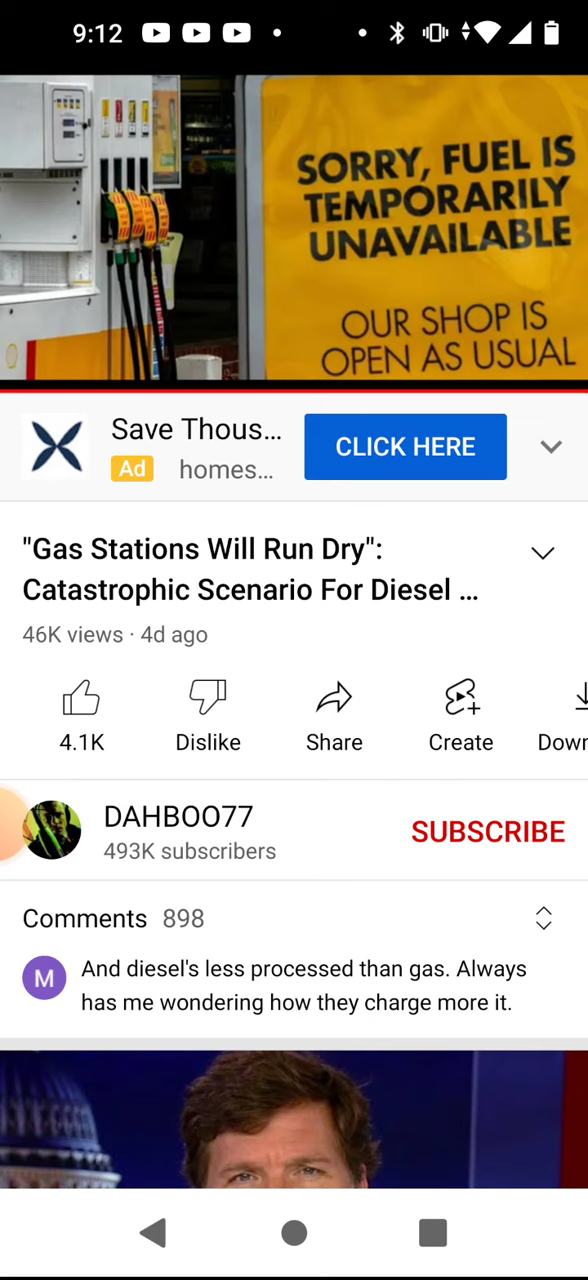 9:12
SORRY, FUEL IS
TEMPORARILY
UNAVAILABLE
OUR SHOP IS
OPEN AS USUAL
Save Thous...
CLICK HERE
Ad homes...
"Gas Stations Will Run Dry":
Catastrophic Scenario For Diesel ...
46K views · 4d ago
4.1K Dislike Share Create Down
DAHBOO77
SUBSCRIBE
493K subscribers
Comments 898
M
And diesel's less processed than gas. Always
has me wondering how they charge more it.